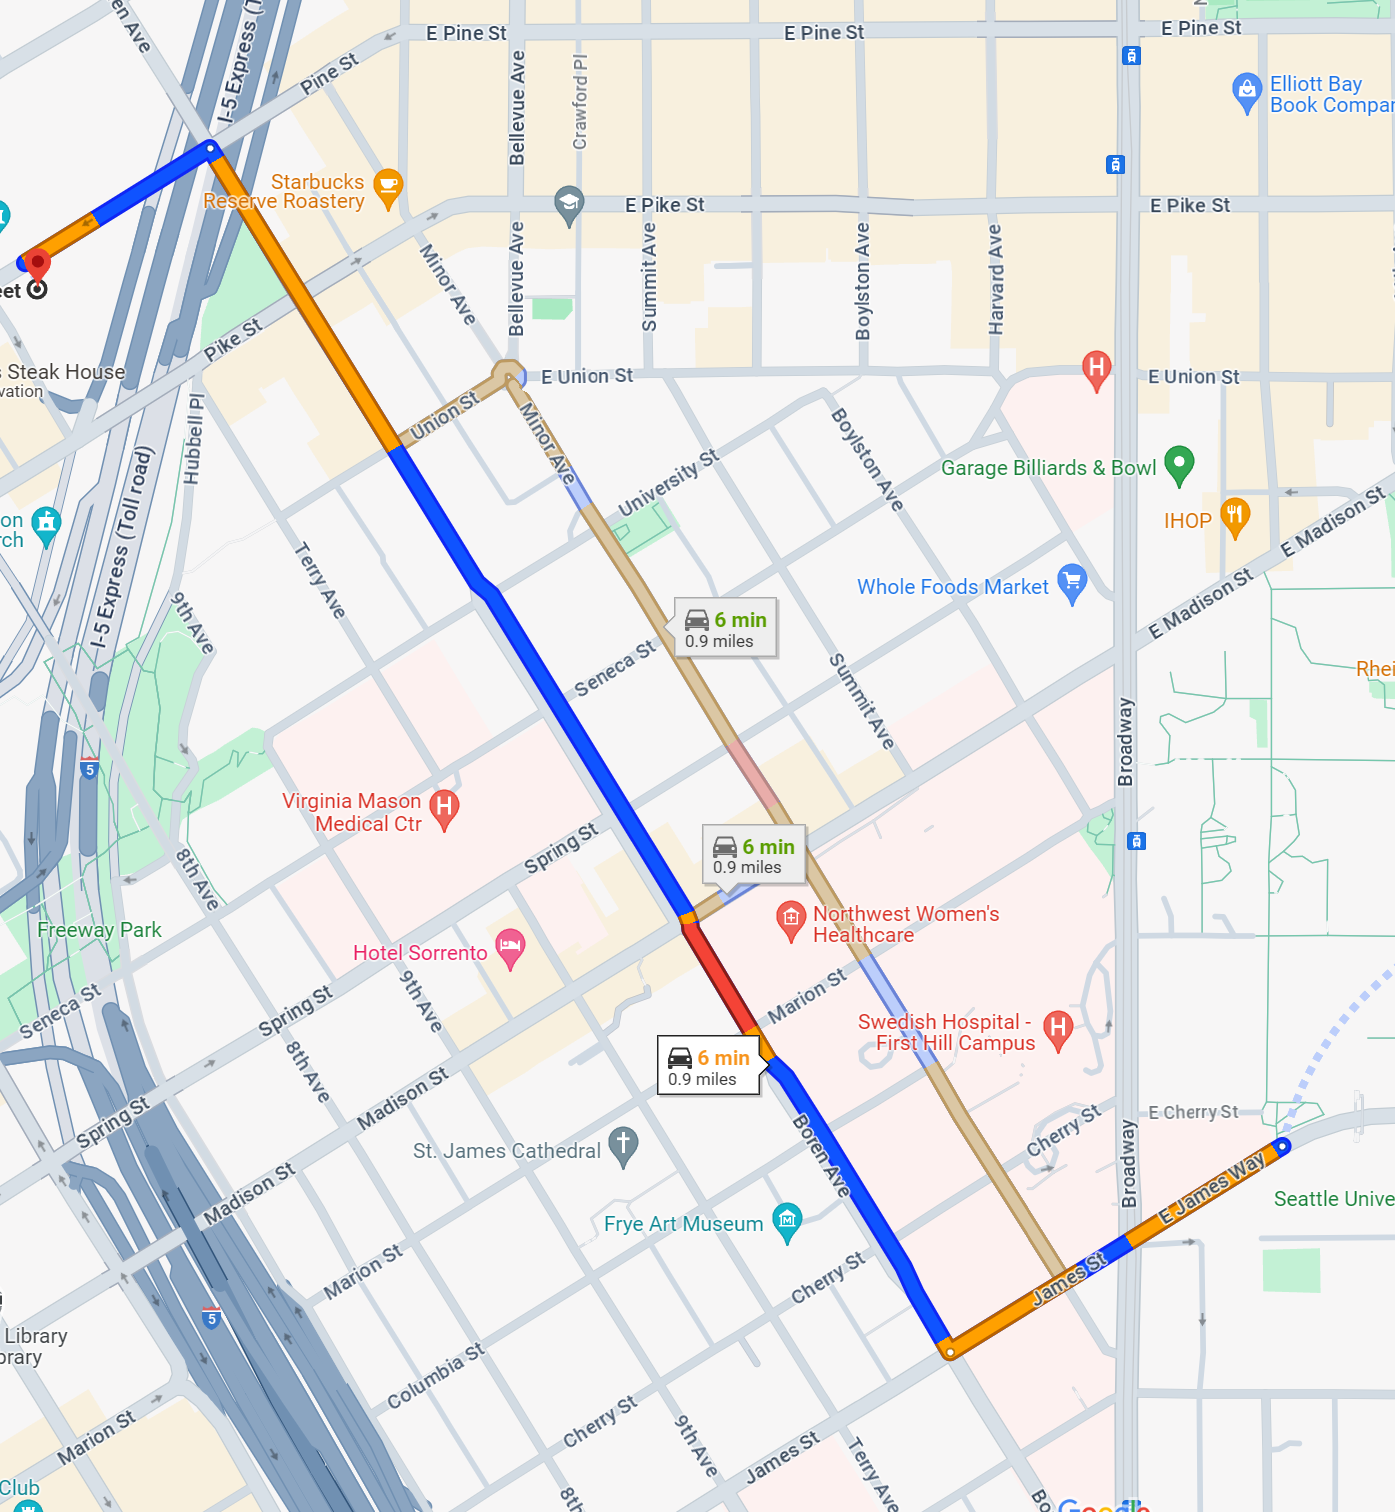 en Ave
I-5 Express (T
Pine St
E Pine St
E Pine St
E Pine St
Bellevue Ave
Crawford Pl
Elliott Bay
Book Compar
Starbucks
Reserve Roastery
E Pike St
E Pike St
Minor Ave
Bellevue Ave
Summit Ave
Boylston Ave
Harvard Ave
eet
Pike St
s Steak House
vation
E Union St
E Union St
Union St
Minor Ave
Hubbell Pl
Boylston Ave
University St
Garage Billiards & Bowl
I-5 Express (Toll road)
on
rch
IHOP
E Madison St
Terry Ave
9th Ave
Whole Foods Market
E Madison St
6 min
0.9 miles
Seneca St
Summit Ave
Rhei
Broadway
5
Virginia Mason
Medical Ctr
Spring St
8th Ave
6 min
0.9 miles
Freeway Park
Hotel Sorrento
Northwest Women's
Healthcare
Seneca St
Spring St
9th Ave
Marion St
Swedish Hospital -
First Hill Campus
8th Ave
6 min
0.9 miles
Spring St
Madison St
Boren Ave
Cherry St
E Cherry St
St. James Cathedral
Broadway
E James Way
Madison St
Frye Art Museum
Seattle Unive
Marion St
Cherry St
James St
5
Library
brary
Columbia St
Marion St
Cherry St
9th Ave
James St
Terry Ave
Club
8th
Bo
Google